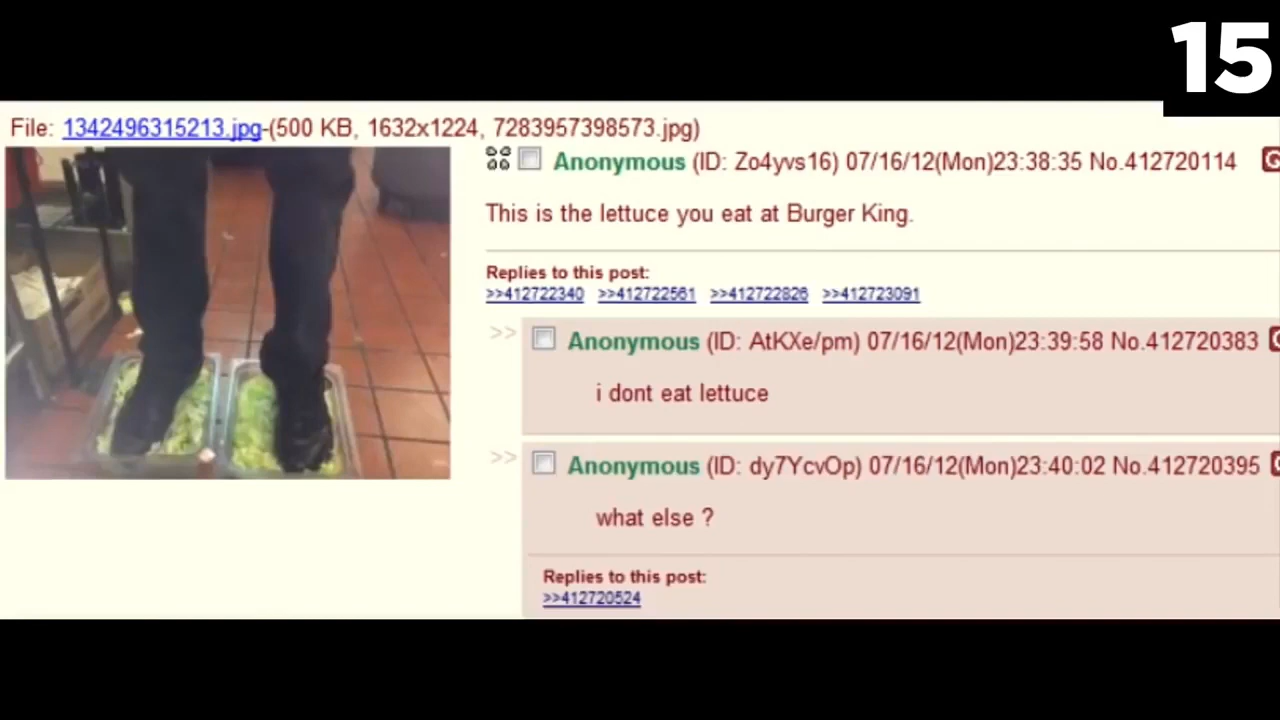 15
File: 1342496315213.jpg-(500 KB, 1632x1224, 7283957398573.jpg)
Anonymous (ID: Zo4yvs16) 07/16/12(Mon)23:38:35 No.412720114
This is the lettuce you eat at Burger King.
Replies to this post:
>>412722340 >>412722561 >>412722826 >>412723091
>> Anonymous (ID: AtKXe/pm) 07/16/12(Mon)23:39:58 No.412720383
i dont eat lettuce
>> Anonymous (ID: dy7YcvOp) 07/16/12(Mon)23:40:02 No.412720395
what else ?
Replies to this post:
>>412720524